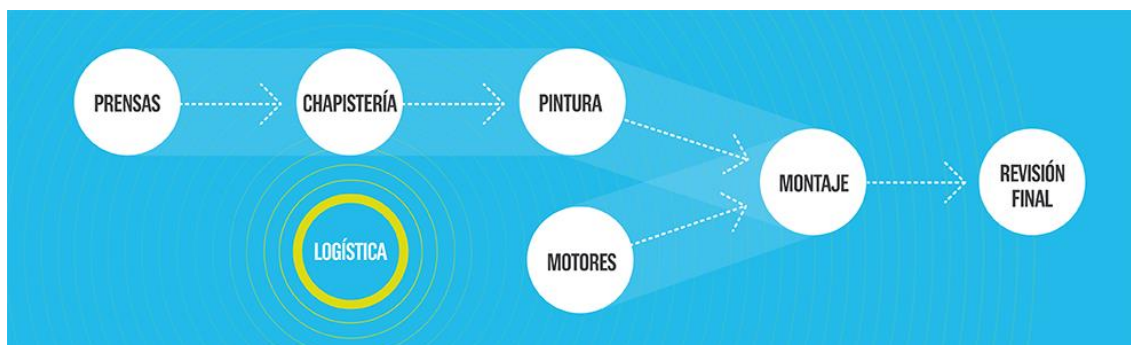 PRENSAS
CHAPISTERÍA
PINTURA
MONTAJE
REVISIÓN
FINAL
LOGÍSTICA
MOTORES